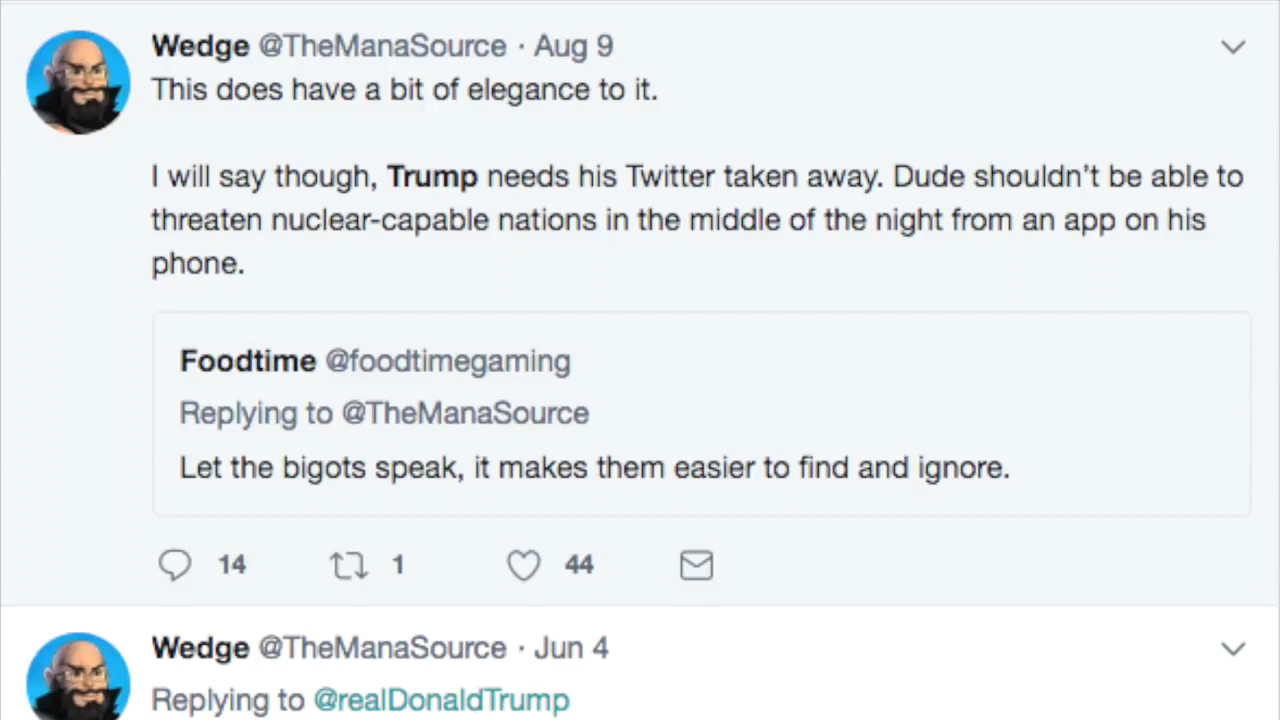 Wedge @TheManaSource · Aug 9
This does have a bit of elegance to it.
I will say though, Trump needs his Twitter taken away. Dude shouldn't be able to
threaten nuclear-capable nations in the middle of the night from an app on his
phone.
Foodtime @foodtimegaming
Replying to @TheManaSource
Let the bigots speak, it makes them easier to find and ignore.
14 1 44
Wedge @TheManaSource · Jun 4
Replying to @realDonaldTrump